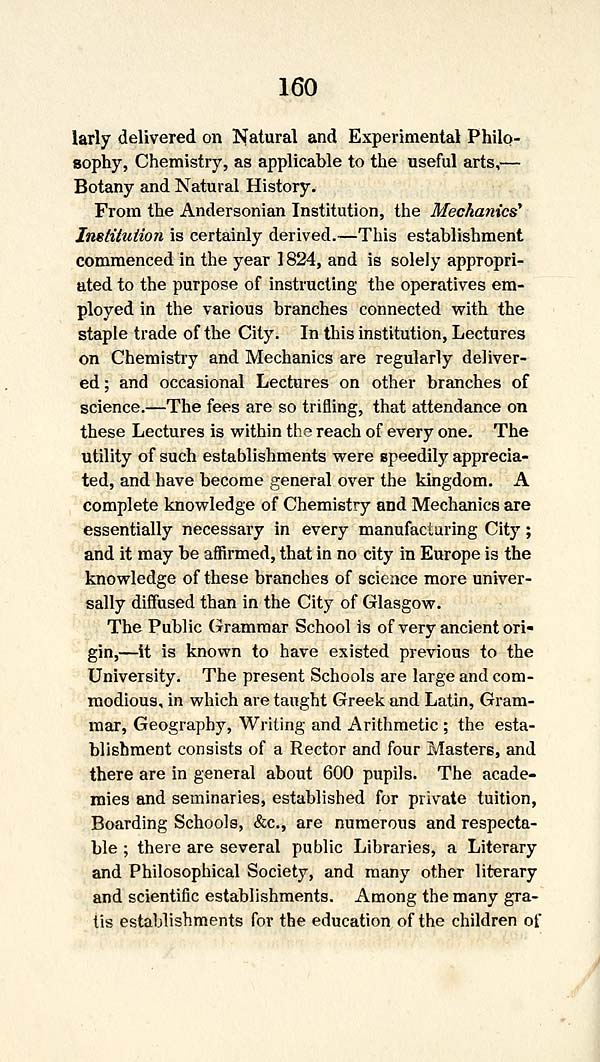 160
larly delivered on Natural and Experimental Philo-
sophy, Chemistry, as applicable to the useful arts,—
Botany and Natural History.
From the Andersonian Institution, the Mechanics'
Institution is certainly derived.—This establishment
commenced in the year 1824, and is solely appropri-
ated to the purpose of instructing the operatives em-
ployed in the various branches connected with the
staple trade of the City. In this institution, Lectures
on Chemistry and Mechanics are regularly deliver-
ed; and occasional Lectures on other branches of
science.—The fees are so trifling, that attendance on
these Lectures is within the reach of every one. The
utility of such establishments were speedily apprecia-
ted, and have become general over the kingdom. A
complete knowledge of Chemistry and Mechanics are
essentially necessary in every manufacturing City;
and it may be affirmed, that in no city in Europe is the
knowledge of these branches of science more univer-
sally diffused than in the City of Glasgow.
The Public Grammar School is of very ancient ori-
gin,—it is known to have existed previous to the
University. The present Schools are large and com-
modious, in which are taught Greek and Latin, Gram-
mar, Geography, Writing and Arithmetic; the esta-
blishment consists of a Rector and four Masters, and
there are in general about 600 pupils. The acade-
mies and seminaries, established for private tuition,
Boarding Schools, &c., are numerous and respecta-
ble; there are several public Libraries, a Literary
and Philosophical Society, and many other literary
and scientific establishments. Among the many gra-
tis establishments for the education of the children of